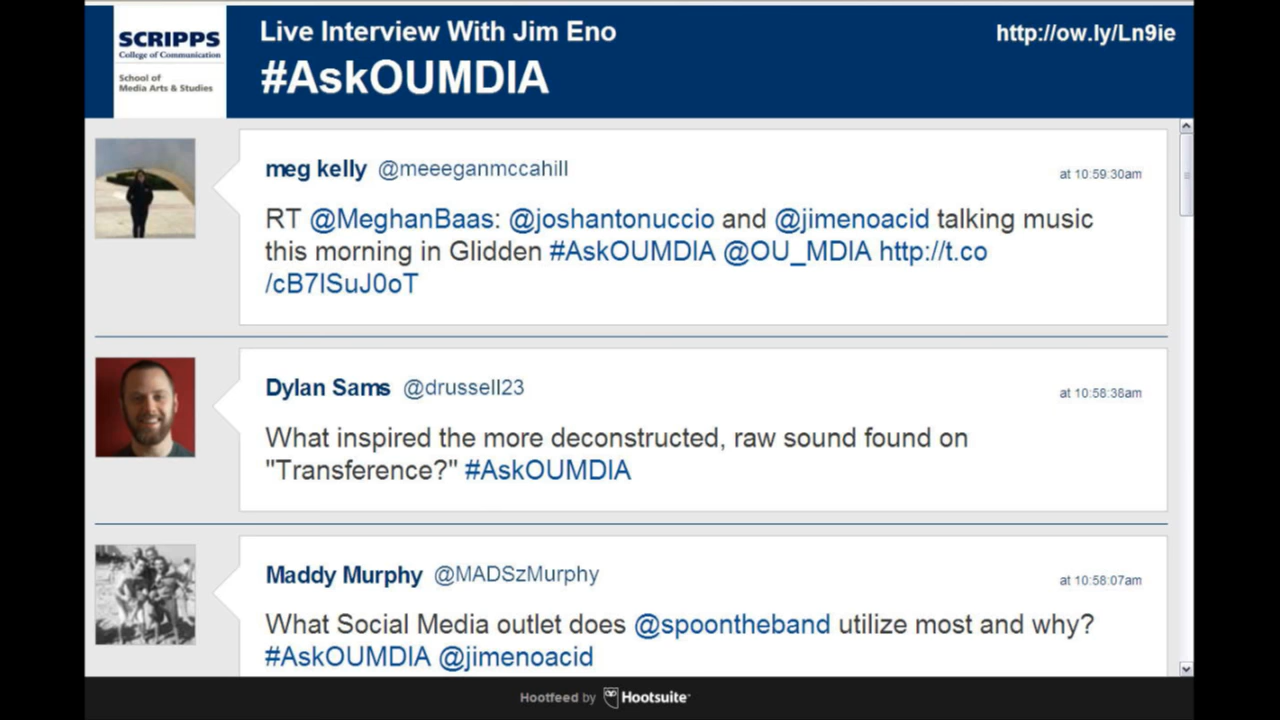 SCRIPPS
College of Communication
School of
Media Arts & Studies
Live Interview With Jim Eno
#AskOUMDIA
http://ow.ly/Ln9ie
meg kelly @meeeganmccahill
at 10:59:30am
RT @MeghanBaas: @joshantonuccio and @jimenoacid talking music
this morning in Glidden #AskOUMDIA @OU_MDIA http://t.co
/cB7ISuJ0oT
Dylan Sams @drussell23
at 10:58:38am
What inspired the more deconstructed, raw sound found on
"Transference?" #AskOUMDIA
Maddy Murphy @MADSzMurphy
at 10:58:07am
What Social Media outlet does @spoontheband utilize most and why?
#AskOUMDIA @jimenoacid
Hootfeed by Hootsuite